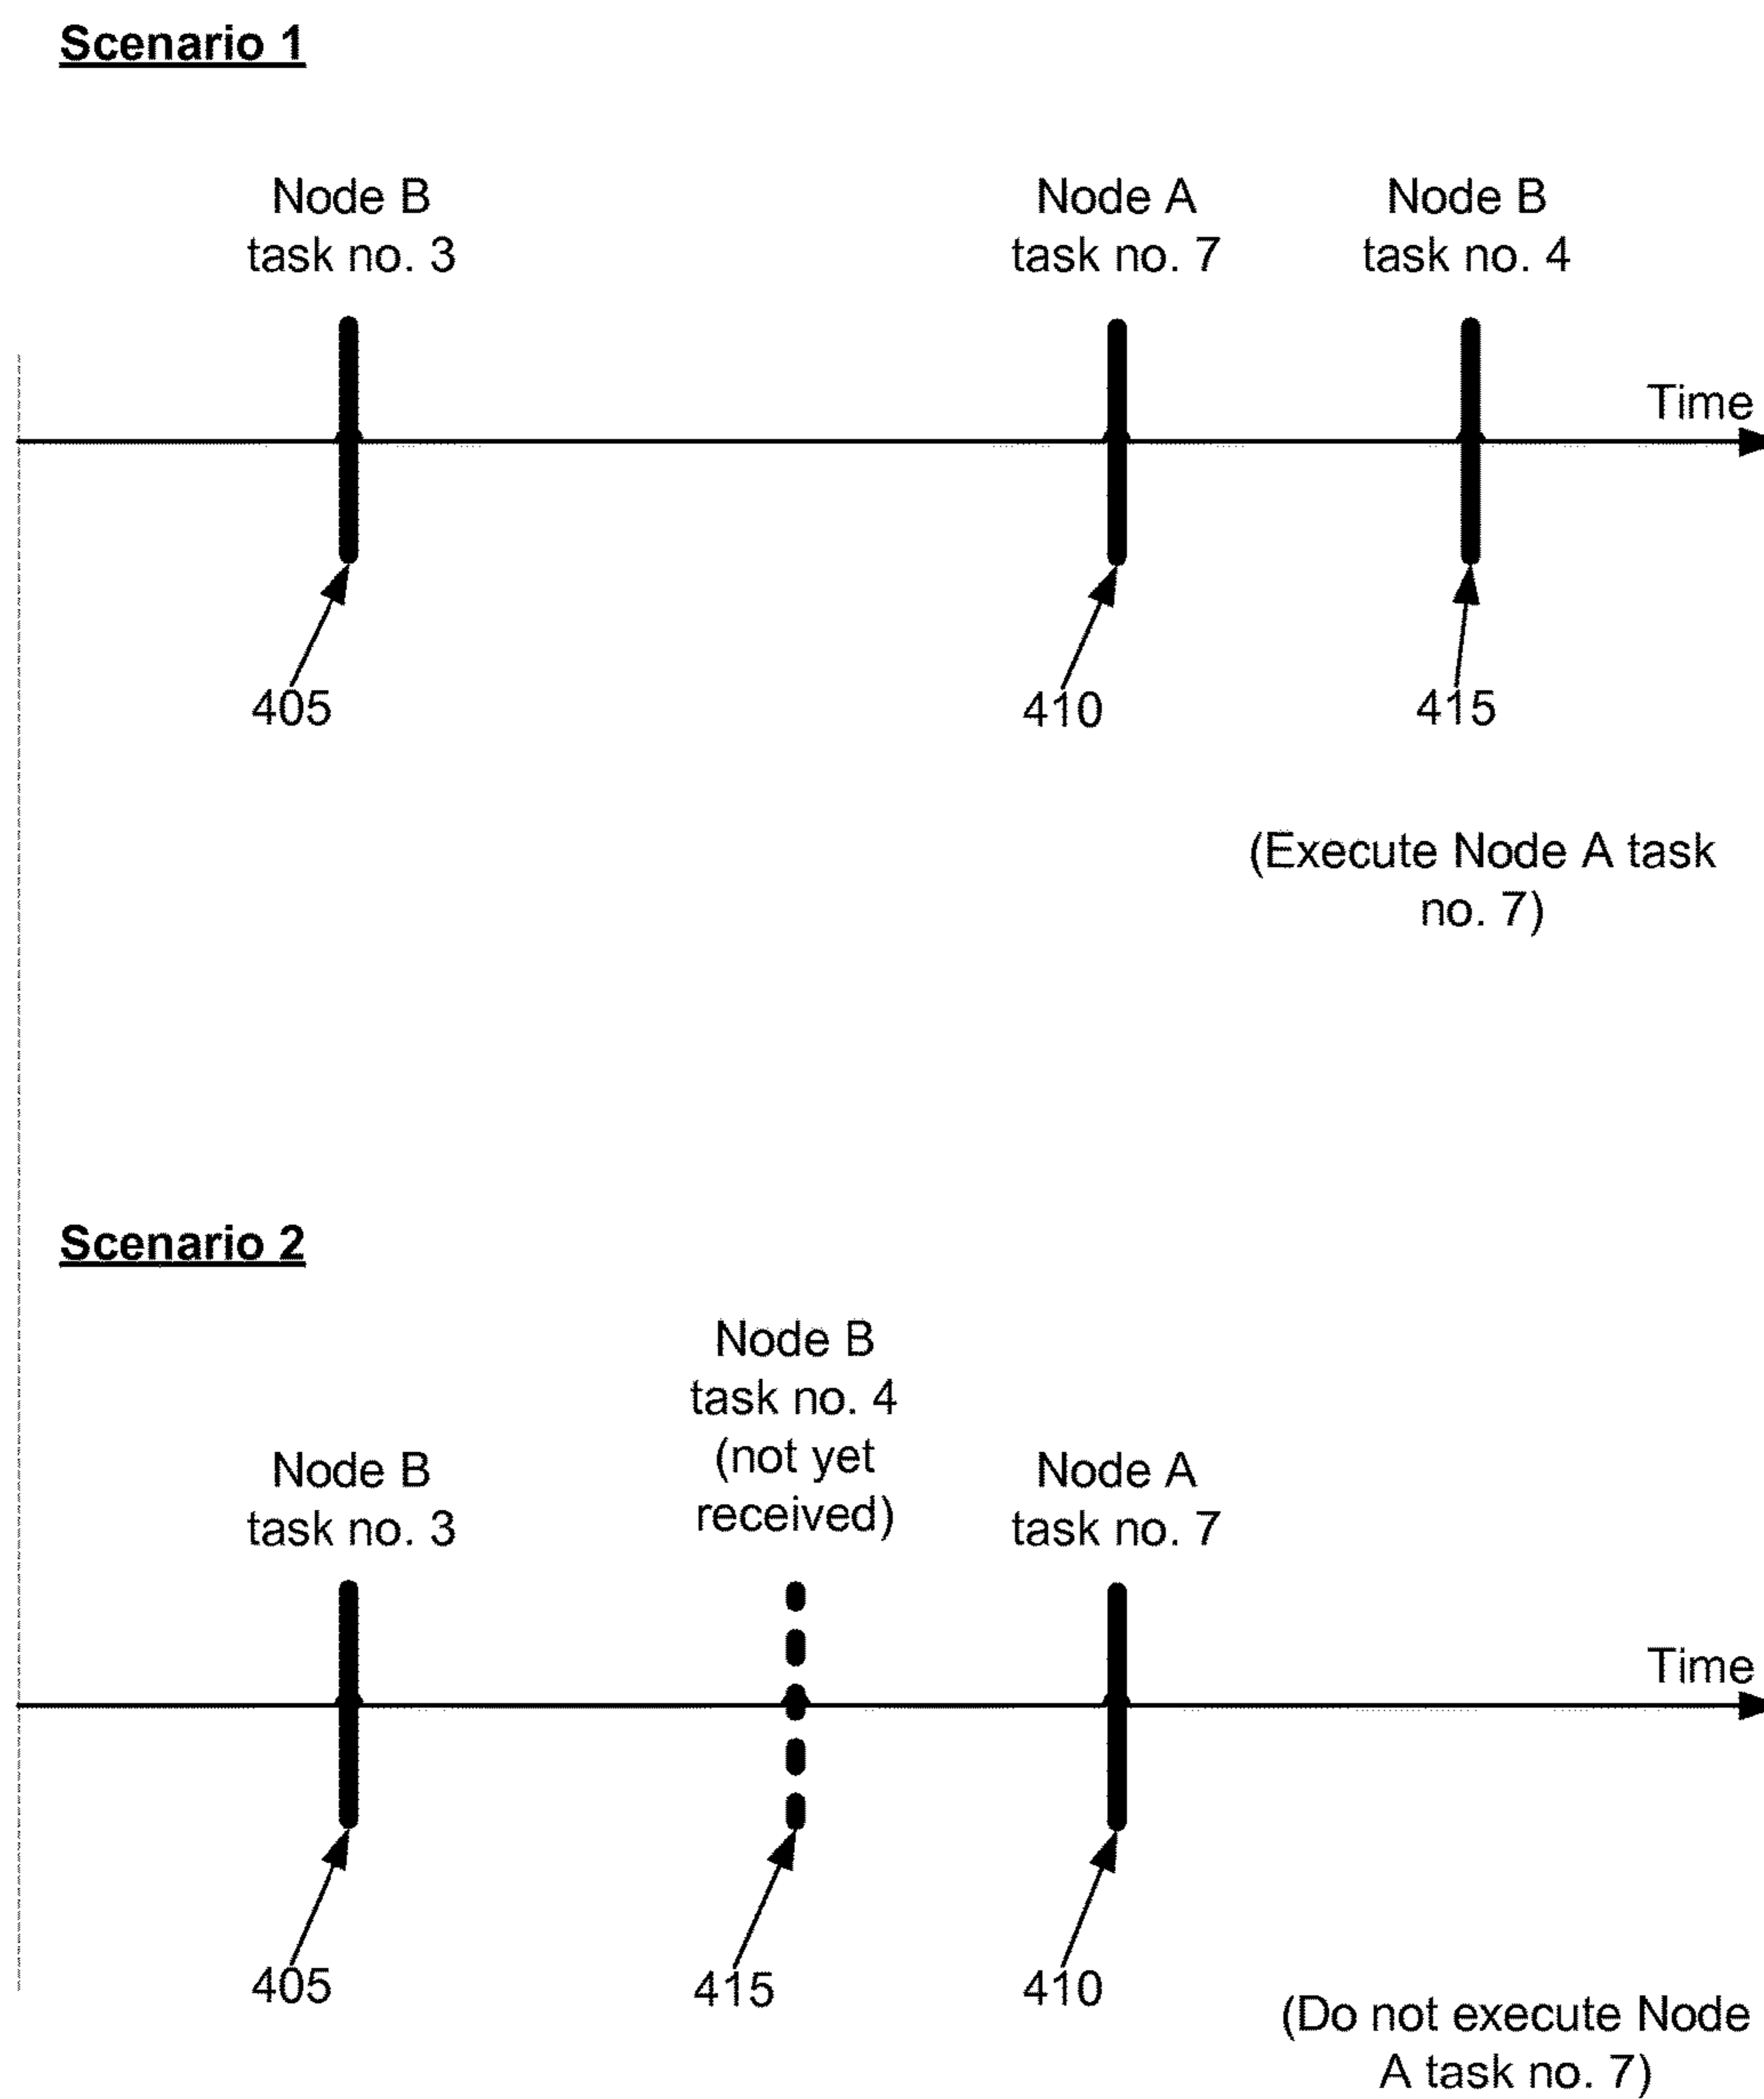 Scenario 1
Node B
task no. 3
Node A
task no. 7
Node B
task no. 4
Time
405
410
415
(Execute Node A task
no. 7)
Scenario 2
Node B
task no. 3
Node B
task no. 4
(not yet
received)
Node A
task no. 7
Time
405
415
410
(Do not execute Node
A task no. 7)